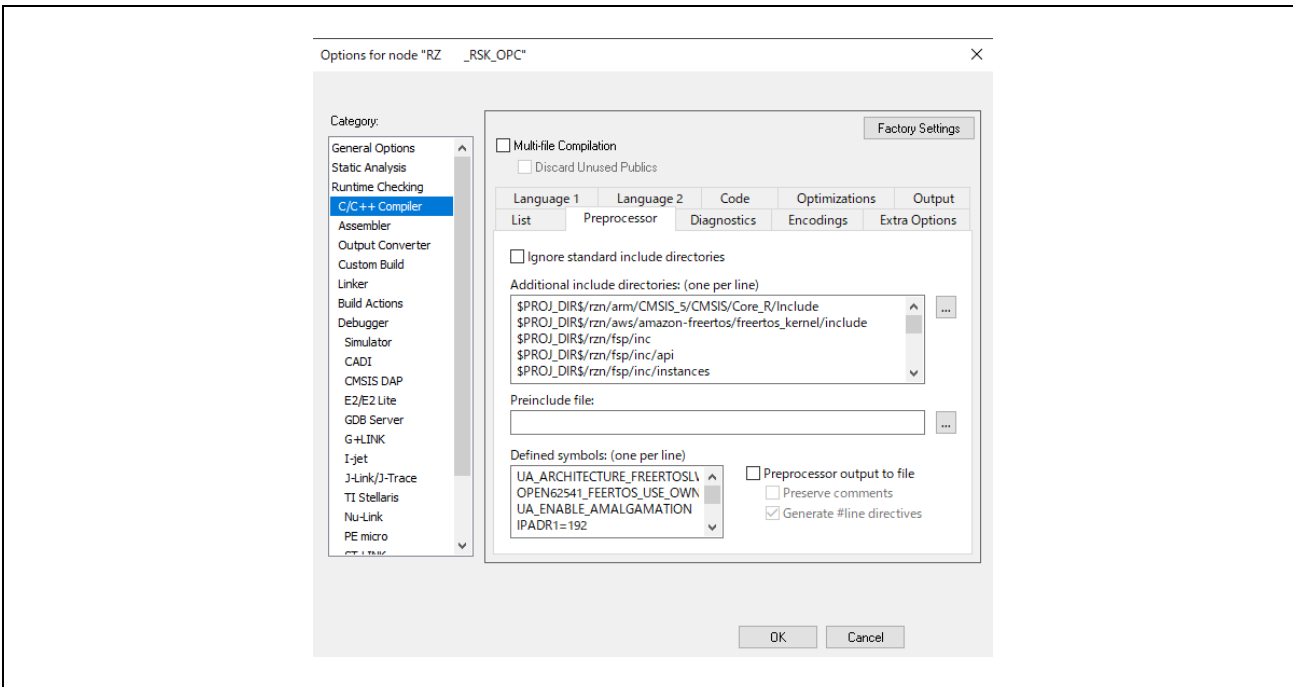 Options for node "RZ _RSK_OPC"
Category:
Factory Settings
General Options
Static Analysis
Runtime Checking
C/C++ Compiler
Assembler
Output Converter
Custom Build
Linker
Build Actions
Debugger
Simulator
CADI
CMSIS DAP
E2/E2 Lite
GDB Server
G+LINK
I-jet
J-Link/J-Trace
TI Stellaris
Nu-Link
PE micro
ST-LINK
Multi-file Compilation
Discard Unused Publics
Language 1 Language 2 Code Optimizations Output
List Preprocessor Diagnostics Encodings Extra Options
Ignore standard include directories
Additional include directories: (one per line)
$PROJ_DIR$/rzn/arm/CMSIS_5/CMSIS/Core_R/Include
$PROJ_DIR$/rzn/aws/amazon-freertos/freertos_kernel/include
$PROJ_DIR$/rzn/fsp/inc
$PROJ_DIR$/rzn/fsp/inc/api
$PROJ_DIR$/rzn/fsp/inc/instances
...
Preinclude file:
...
Defined symbols: (one per line)
UA_ARCHITECTURE_FREERTOSLW
OPEN62541_FEERTOS_USE_OWN
UA_ENABLE_AMALGAMATION
IPADR1=192
Preprocessor output to file
Preserve comments
Generate #line directives
OK Cancel